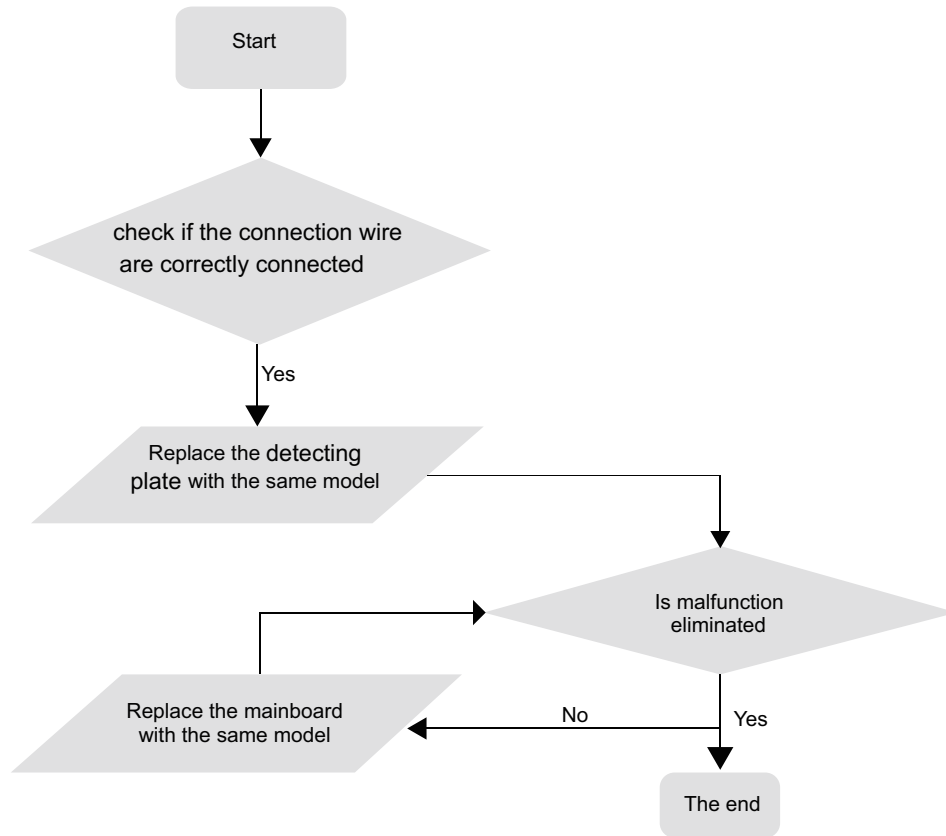 Start
check if the connection wire
are correctly connected
Yes
Replace the detecting
plate with the same model
Is malfunction
eliminated
Replace the mainboard
with the same model
No
Yes
The end